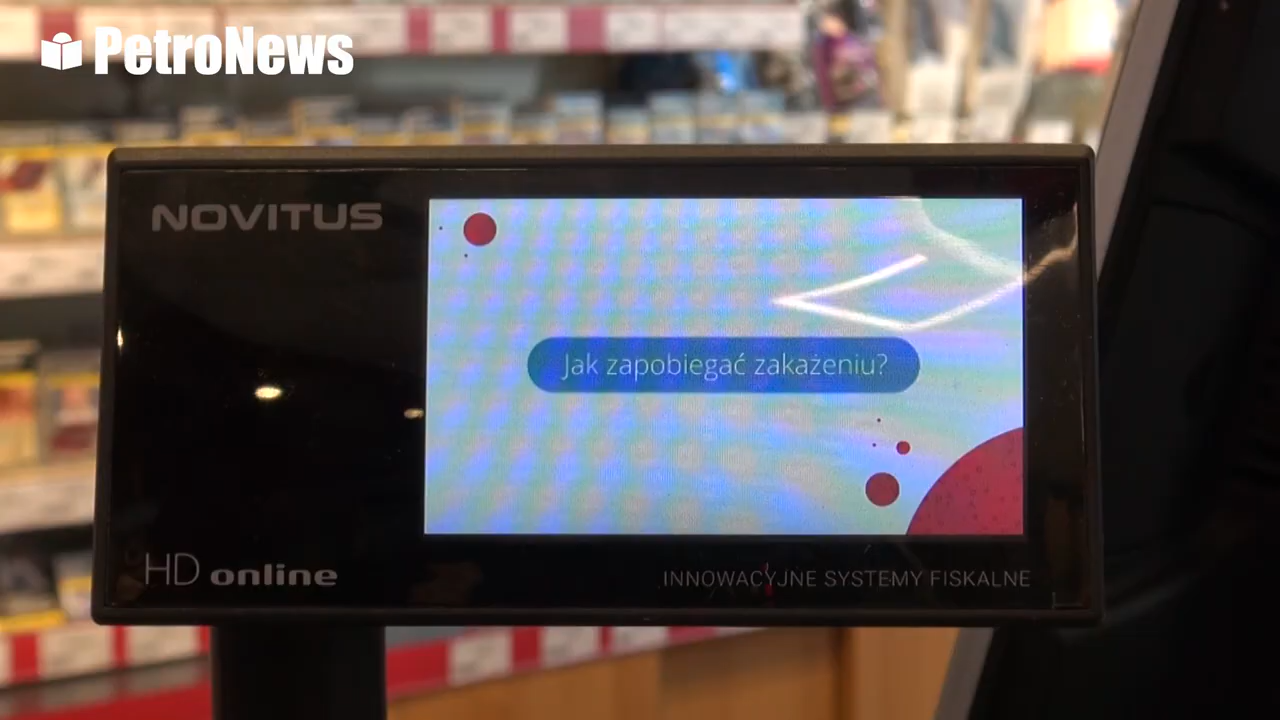 PetroNews
NOVITUS
Jak zapobiegać zakażeniu?
HD online
INNOWACYJNE SYSTEMY FISKALNE